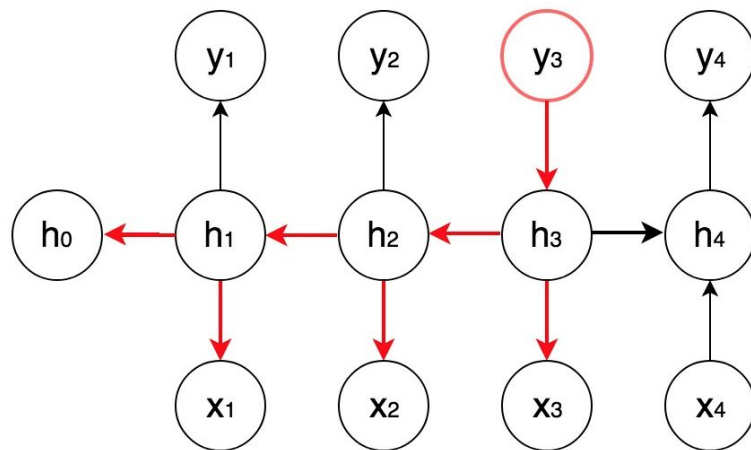 y₁ y₂ y₃ y₄
h₀ h₁ h₂ h₃ h₄
x₁ x₂ x₃ x₄